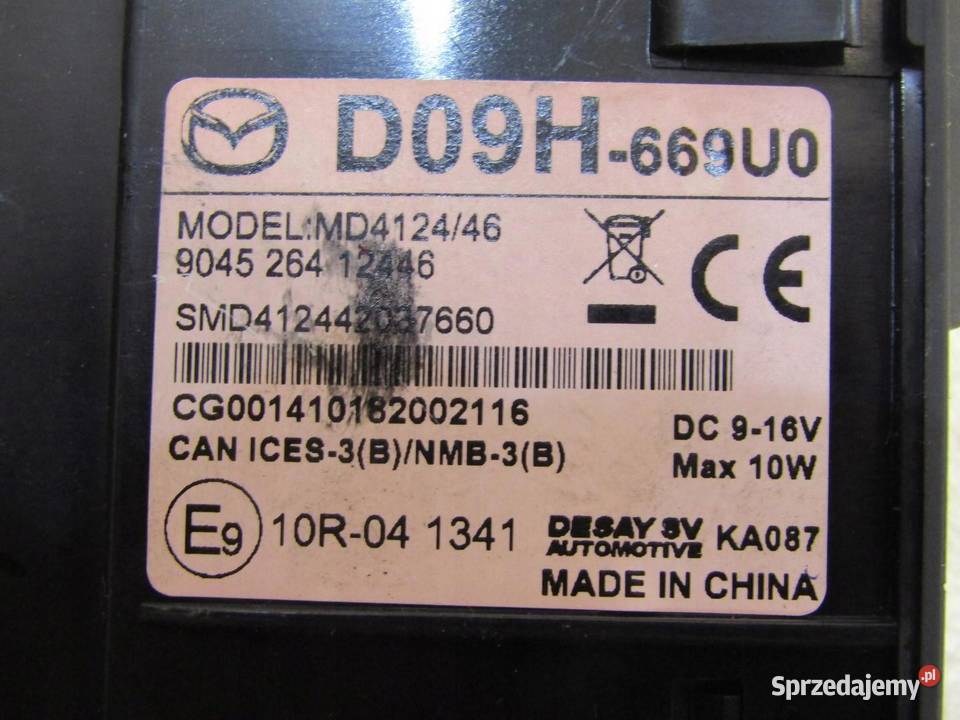 D09H-669U0
MODEL:MD4124/46
9045 264 12446
SMD412442037660
CG001410182002116
CAN ICES-3(B)/NMB-3(B)
DC 9-16V
Max 10W
CE
E9 10R-04 1341
DESAY SV
AUTOMOTIVE
KA087
MADE IN CHINA
Sprzedajemy.pl